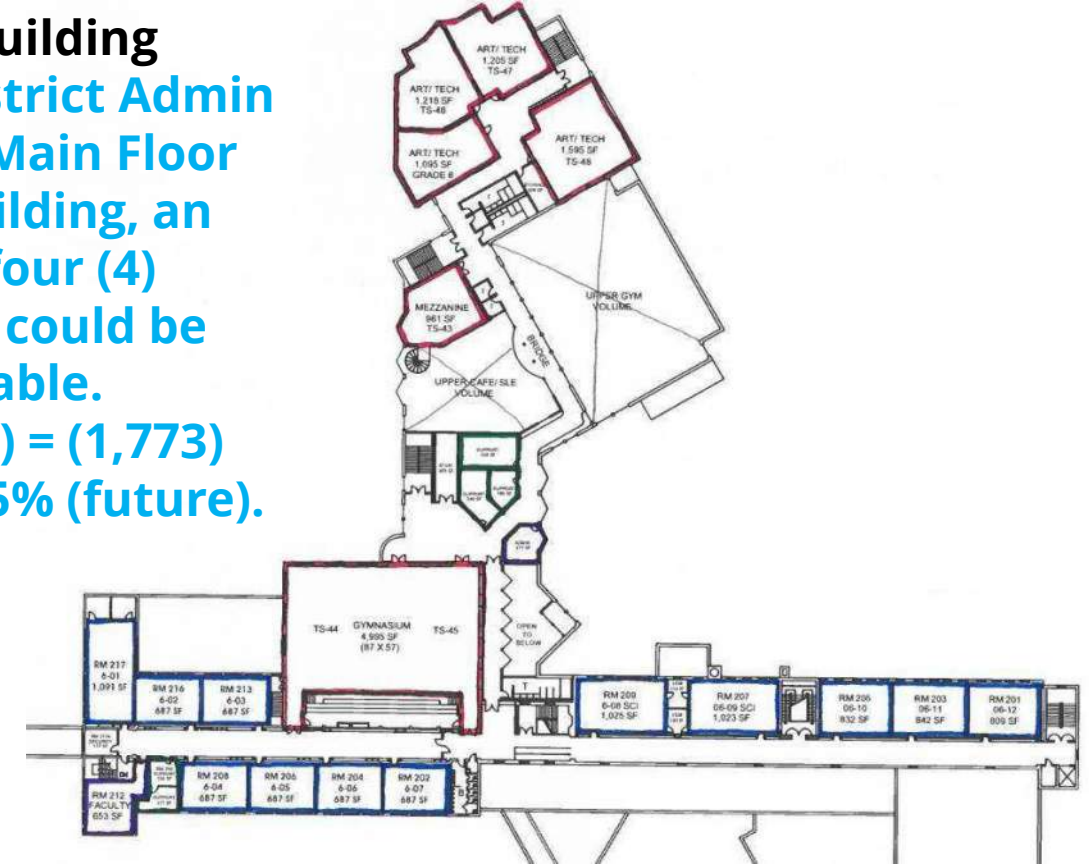 uilding
strict Admin
Main Floor
ilding, an
four (4)
could be
able.
) = (1,773)
5% (future).
ART/ TECH
1,205 SF
TS-47
ART/ TECH
1,218 SF
ART/ TECH
1,095 SF
GRADE 6
ART/ TECH
1,595 SF
MEZZANINE
961 SF
TS-43
UPPER GYM
VOLUME
BRIDGE
UPPER CAFE/ SLE
VOLUME
SUPPORT
SUPPORT
SUPPORT
OPEN
TO
BELOW
TS-44
GYMNASIUM
4,995 SF
(87 X 57)
TS-45
RM 217
6-01
1,091 SF
RM 216
6-02
687 SF
RM 213
6-03
687 SF
T
RM 209
6-08 SCI
1,025 SF
RM 207
06-09 SCI
1,023 SF
RM 205
06-10
832 SF
RM 203
06-11
842 SF
RM 201
06-12
809 SF
RM 212
FACULTY
653 SF
RM 208
6-04
687 SF
RM 206
6-05
687 SF
RM 204
6-06
687 SF
RM 202
6-07
687 SF